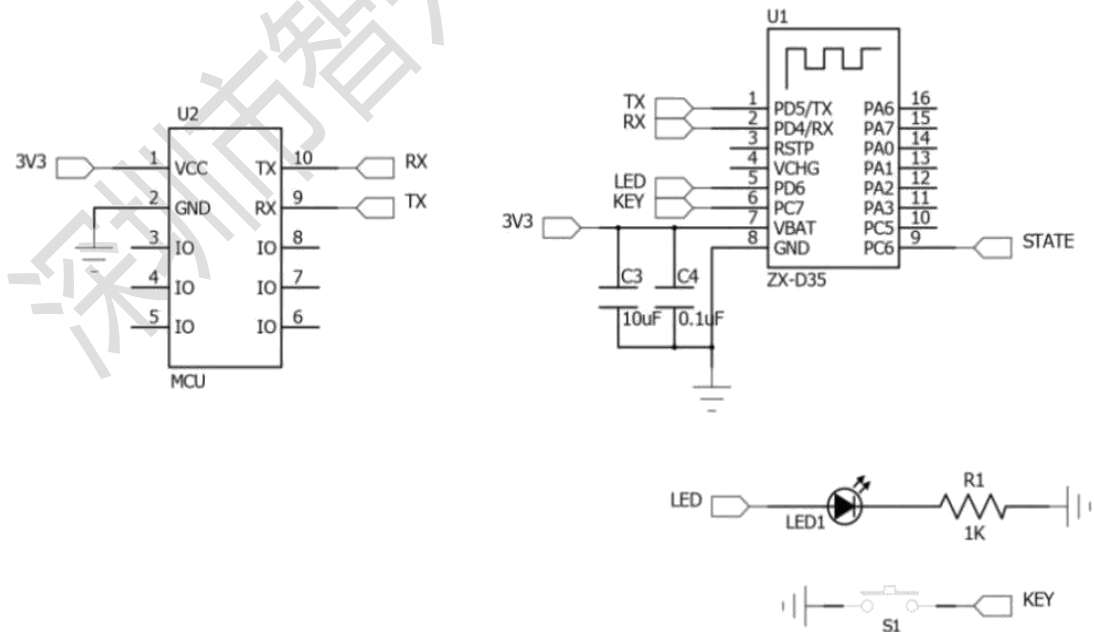 深圳市智
U2
3V3
1 VCC TX 10 RX
2 GND RX 9 TX
3 IO IO 8
4 IO IO 7
5 IO IO 6
MCU
U1
TX 1 PD5/TX PA6 16
RX 2 PD4/RX PA7 15
3 RSTP PA0 14
4 VCHG PA1 13
LED 5 PD6 PA2 12
KEY 6 PC7 PA3 11
3V3 7 VBAT PC5 10
8 GND PC6 9 STATE
ZX-D35
C3 C4
10uF 0.1uF
LED LED1 R1
1K
S1 KEY